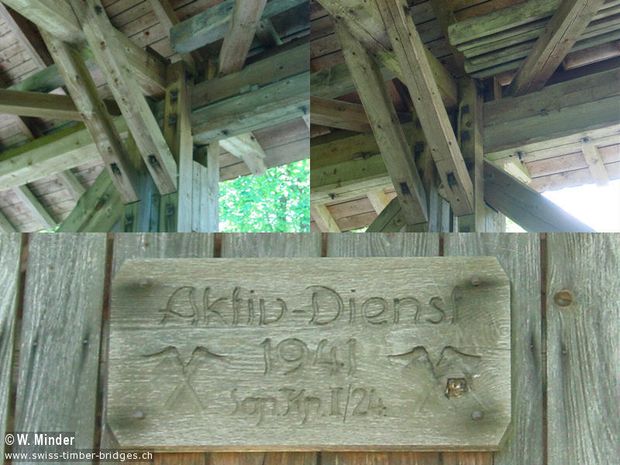 Aktiv-Dienst
1941
Sap. Kp. II/24
© W. Minder
www.swiss-timber-bridges.ch